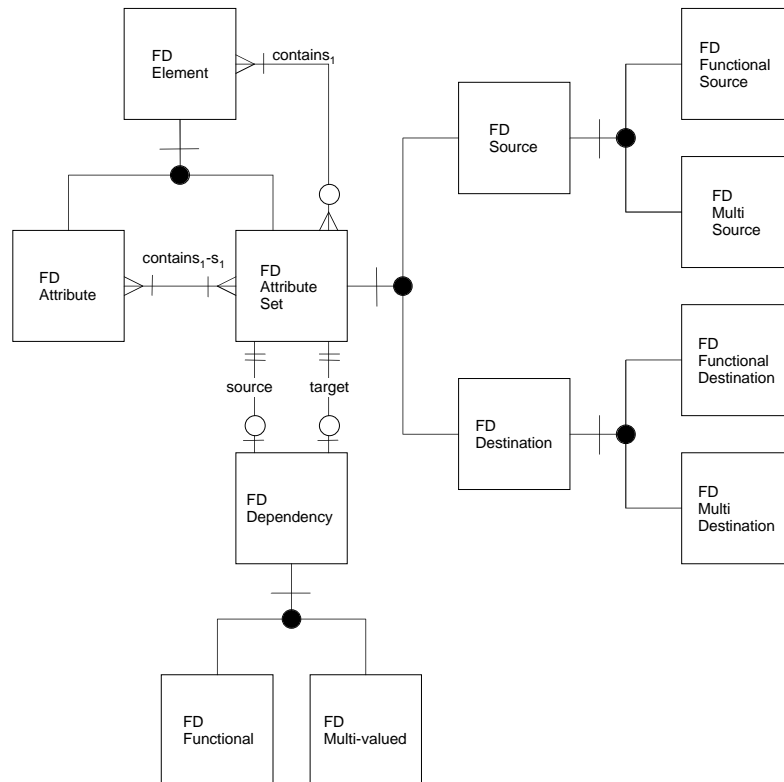 FD
Element
contains₁
FD
Functional
Source
FD
Source
FD
Multi
Source
FD
Attribute
contains₁-s₁
FD
Attribute
Set
source
target
FD
Functional
Destination
FD
Destination
FD
Multi
Destination
FD
Dependency
FD
Functional
FD
Multi-valued